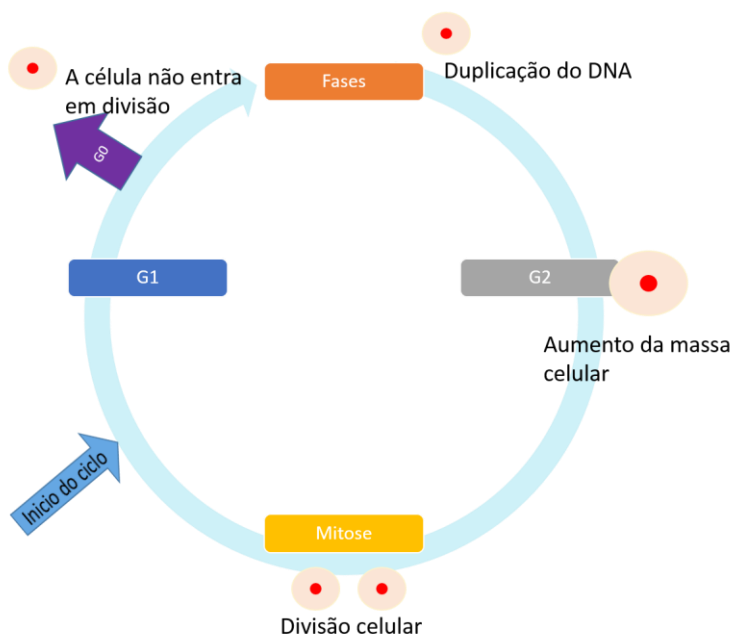 A célula não entra
em divisão
Fases
Duplicação do DNA
G0
G1
G2
Aumento da massa
celular
Inicio do ciclo
Mitose
Divisão celular